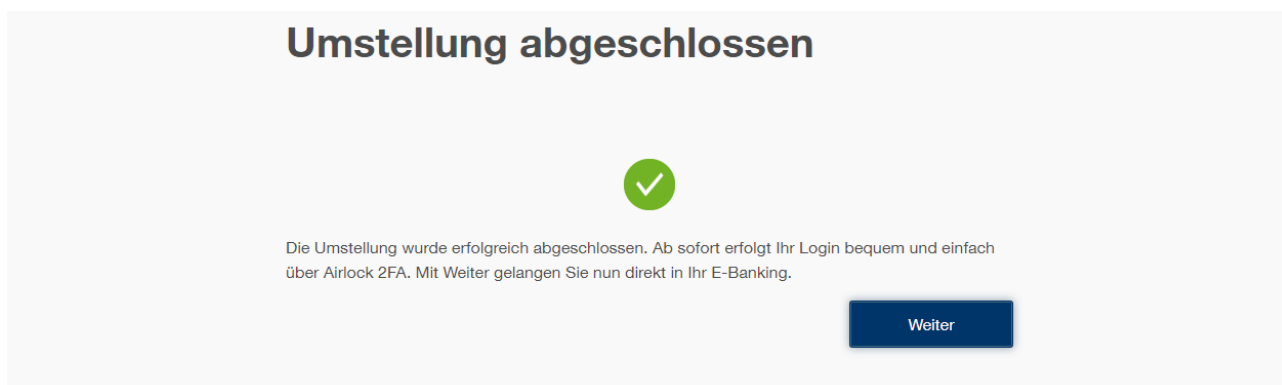 Umstellung abgeschlossen
Die Umstellung wurde erfolgreich abgeschlossen. Ab sofort erfolgt Ihr Login bequem und einfach
über Airlock 2FA. Mit Weiter gelangen Sie nun direkt in Ihr E-Banking.
Weiter